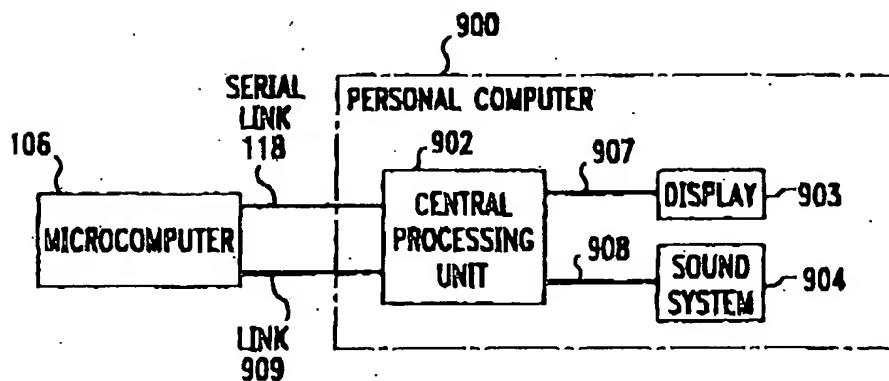 900
SERIAL
LINK
118
PERSONAL COMPUTER
106
902
907
MICROCOMPUTER
CENTRAL
PROCESSING
UNIT
DISPLAY
903
908
SOUND
SYSTEM
904
LINK
909